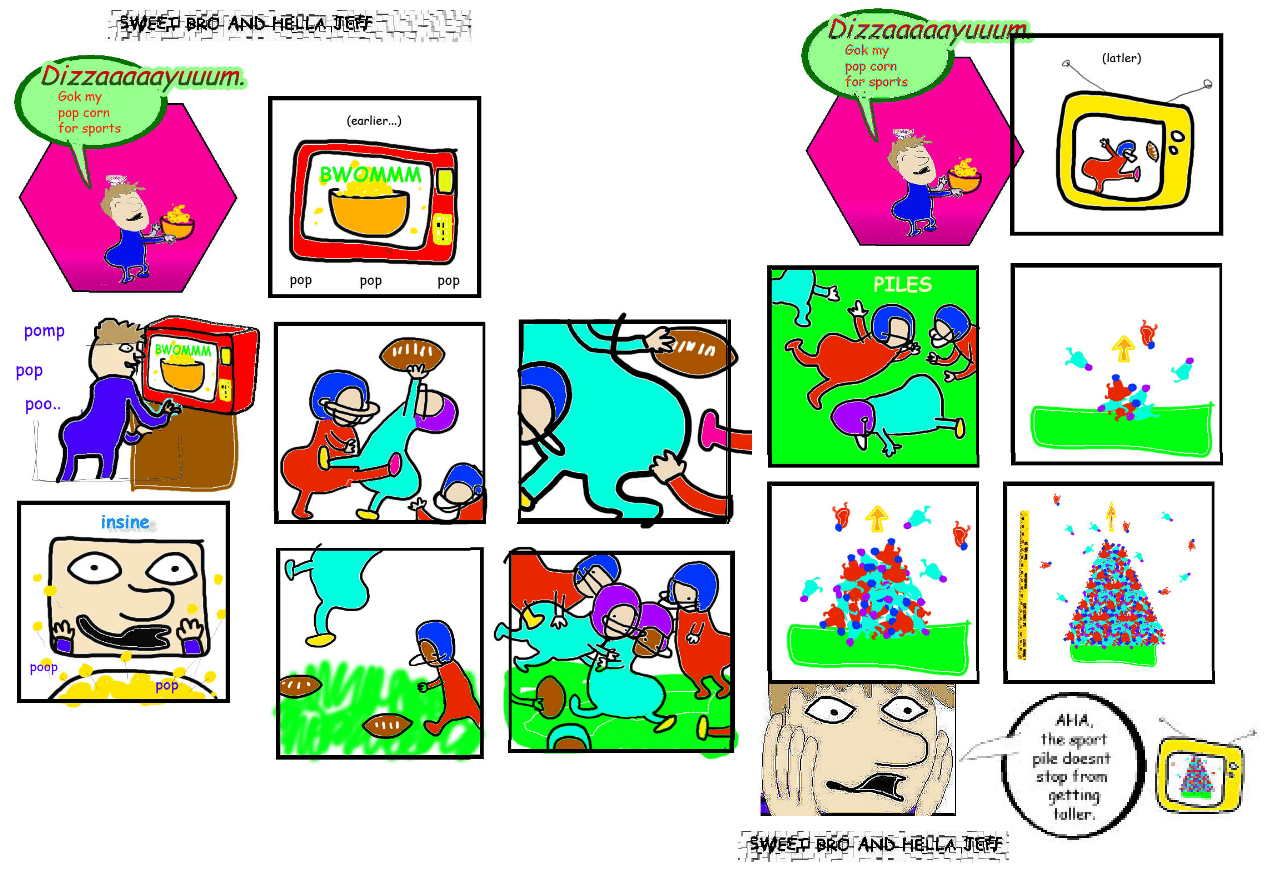 SWEET BRO AND HELLA JEFF
Dizzaaaaayuuum.
Gok my
pop corn
for sports
(earlier...)
BWOMMM
pop pop pop
pomp
pop
poo..
BWOMMM
insine
poop
pop
Dizzaaaaayuuum.
Gok my
pop corn
for sports
(latler)
PILES
AHA,
the sport
pile doesnt
stop from
getting
taller.
SWEET BRO AND HELLA JEFF